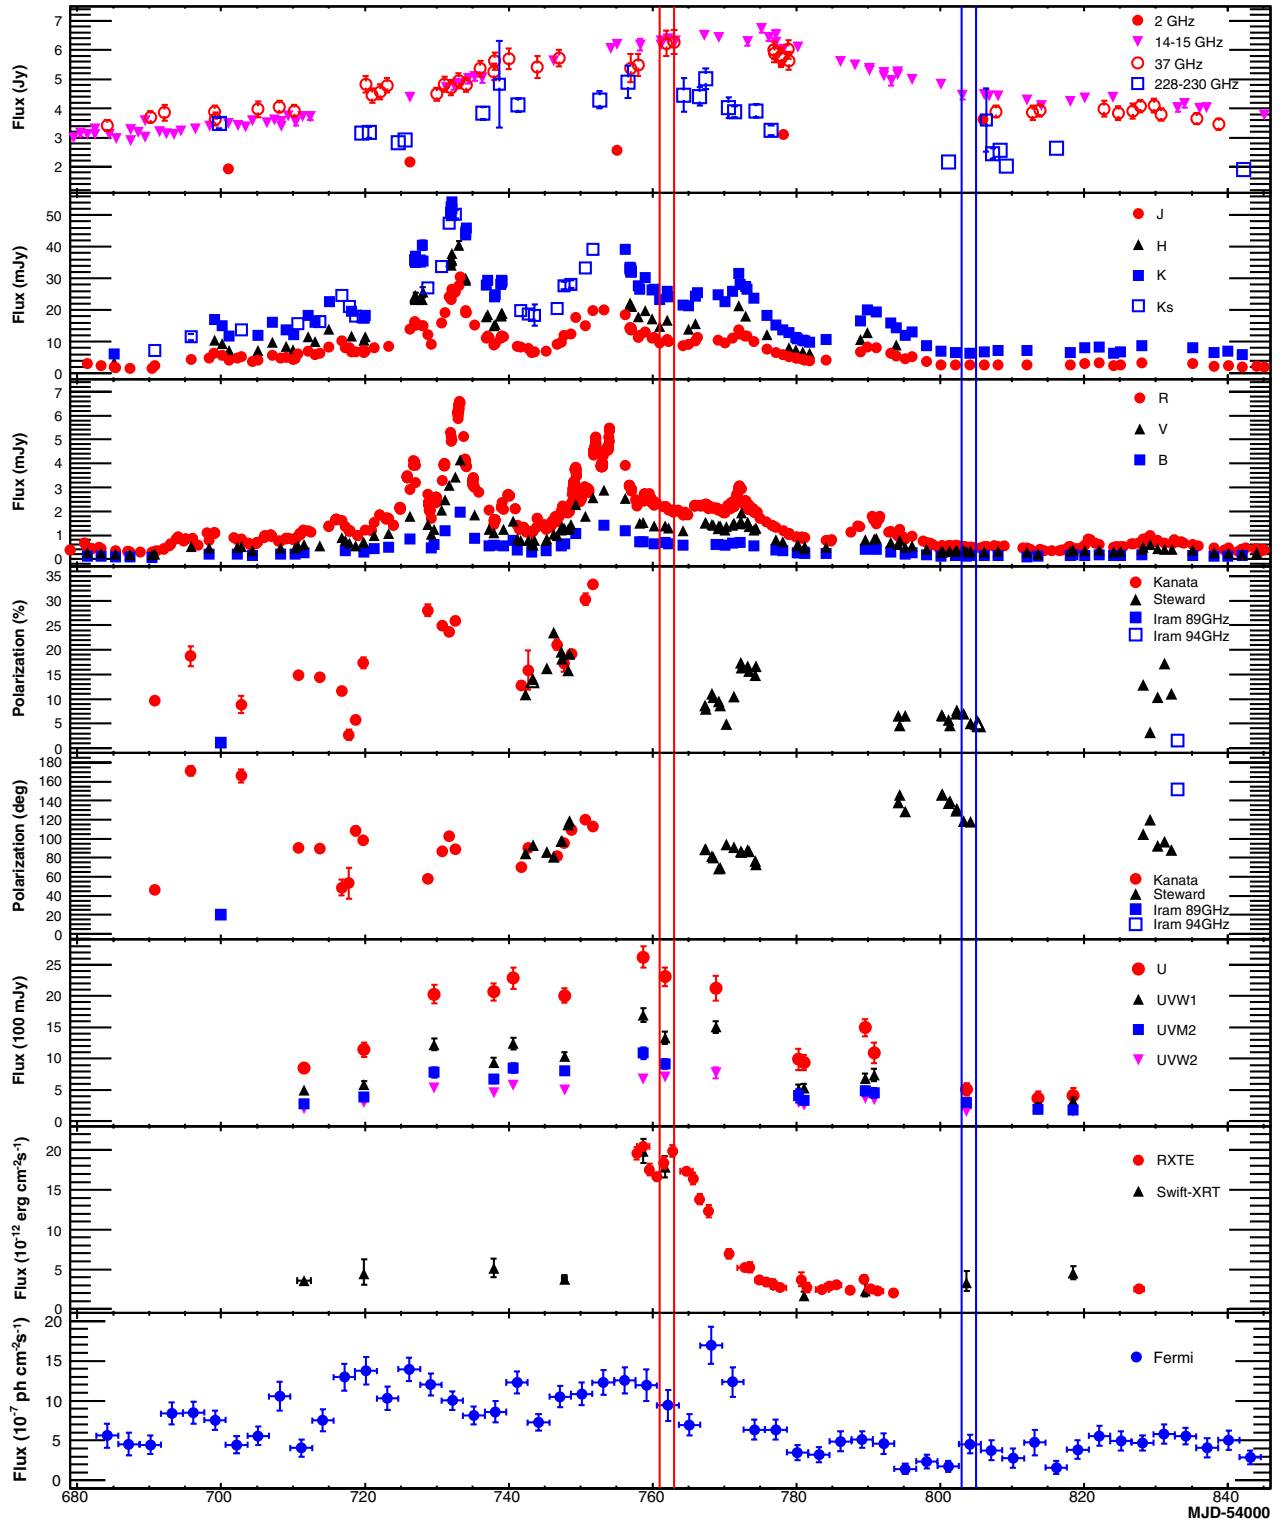 7
6
5
4
3
2
Flux (Jy)
2 GHz
14-15 GHz
37 GHz
228-230 GHz
50
40
30
20
10
0
Flux (mJy)
J
H
K
Ks
7
6
5
4
3
2
1
0
Flux (mJy)
R
V
B
35
30
25
20
15
10
5
0
Polarization (%)
Kanata
Steward
Iram 89GHz
Iram 94GHz
180
160
140
120
100
80
60
40
20
0
Polarization (deg)
Kanata
Steward
Iram 89GHz
Iram 94GHz
25
20
15
10
5
0
Flux (100 mJy)
U
UVW1
UVM2
UVW2
20
15
10
5
0
Flux (10⁻¹² erg cm⁻²s⁻¹)
RXTE
Swift-XRT
20
15
10
5
0
Flux (10⁻⁷ ph cm⁻²s⁻¹)
Fermi
680 700 720 740 760 780 800 820 840
MJD-54000